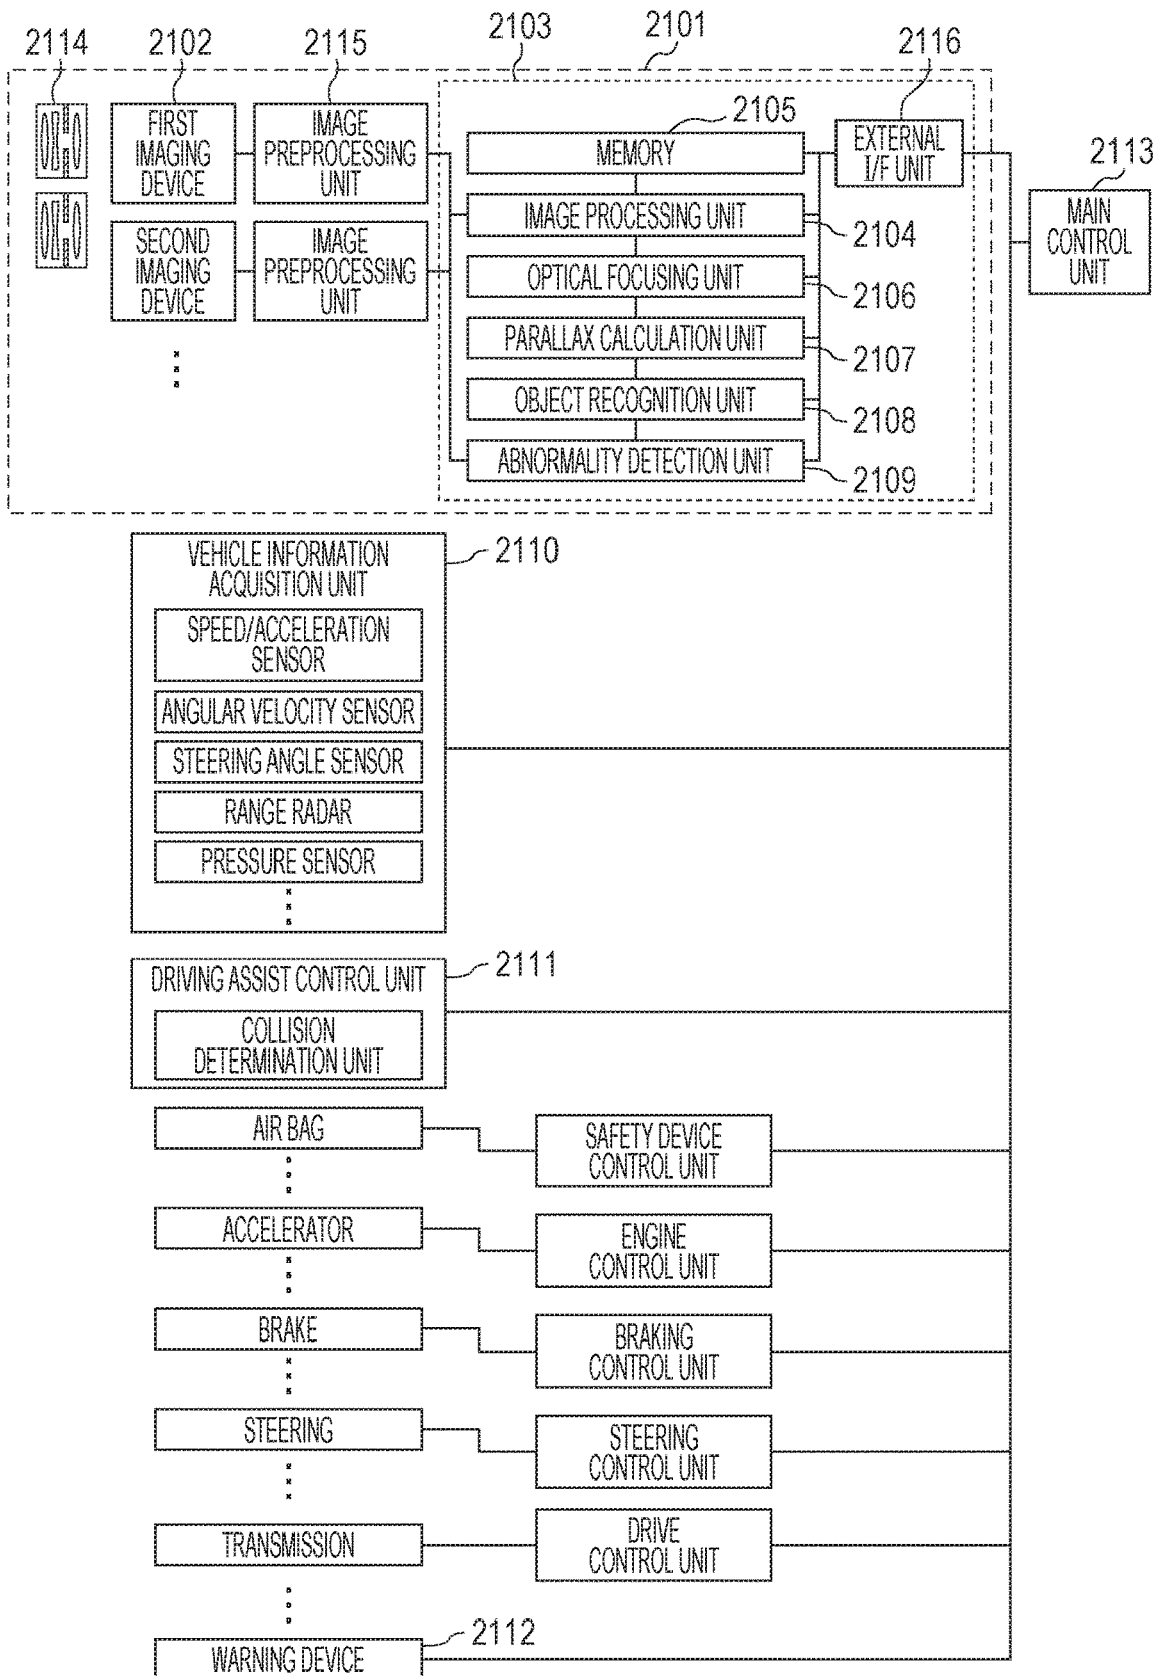 2114
2102
2115
2103
2101
2116
FIRST
IMAGING
DEVICE
IMAGE
PREPROCESSING
UNIT
2105
MEMORY
EXTERNAL
I/F UNIT
2113
MAIN
CONTROL
UNIT
SECOND
IMAGING
DEVICE
IMAGE
PREPROCESSING
UNIT
IMAGE PROCESSING UNIT
2104
OPTICAL FOCUSING UNIT
2106
PARALLAX CALCULATION UNIT
2107
OBJECT RECOGNITION UNIT
2108
ABNORMALITY DETECTION UNIT
2109
VEHICLE INFORMATION
ACQUISITION UNIT
2110
SPEED/ACCELERATION
SENSOR
ANGULAR VELOCITY SENSOR
STEERING ANGLE SENSOR
RANGE RADAR
PRESSURE SENSOR
DRIVING ASSIST CONTROL UNIT
2111
COLLISION
DETERMINATION UNIT
AIR BAG
SAFETY DEVICE
CONTROL UNIT
ACCELERATOR
ENGINE
CONTROL UNIT
BRAKE
BRAKING
CONTROL UNIT
STEERING
STEERING
CONTROL UNIT
TRANSMISSION
DRIVE
CONTROL UNIT
2112
WARNING DEVICE